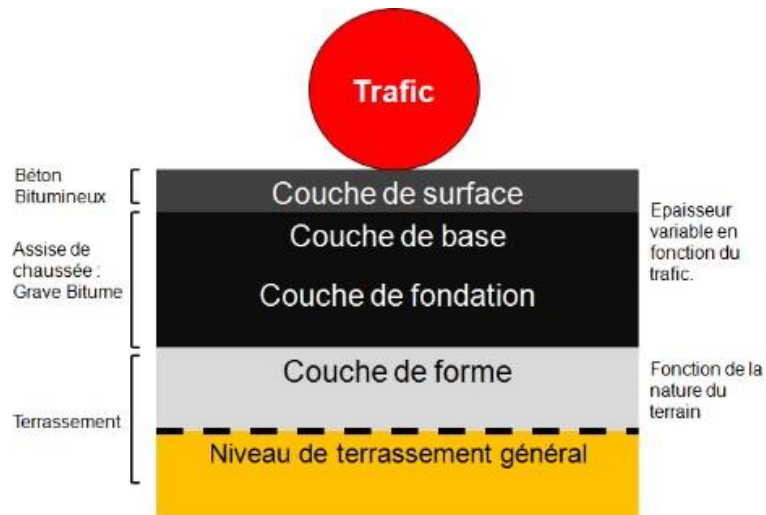 Trafic
Béton
Bitumineux
Couche de surface
Assise de
chaussée :
Grave Bitume
Couche de base
Couche de fondation
Epaisseur
variable en
fonction du
trafic.
Terrassement
Couche de forme
Fonction de la
nature du
terrain
Niveau de terrassement général